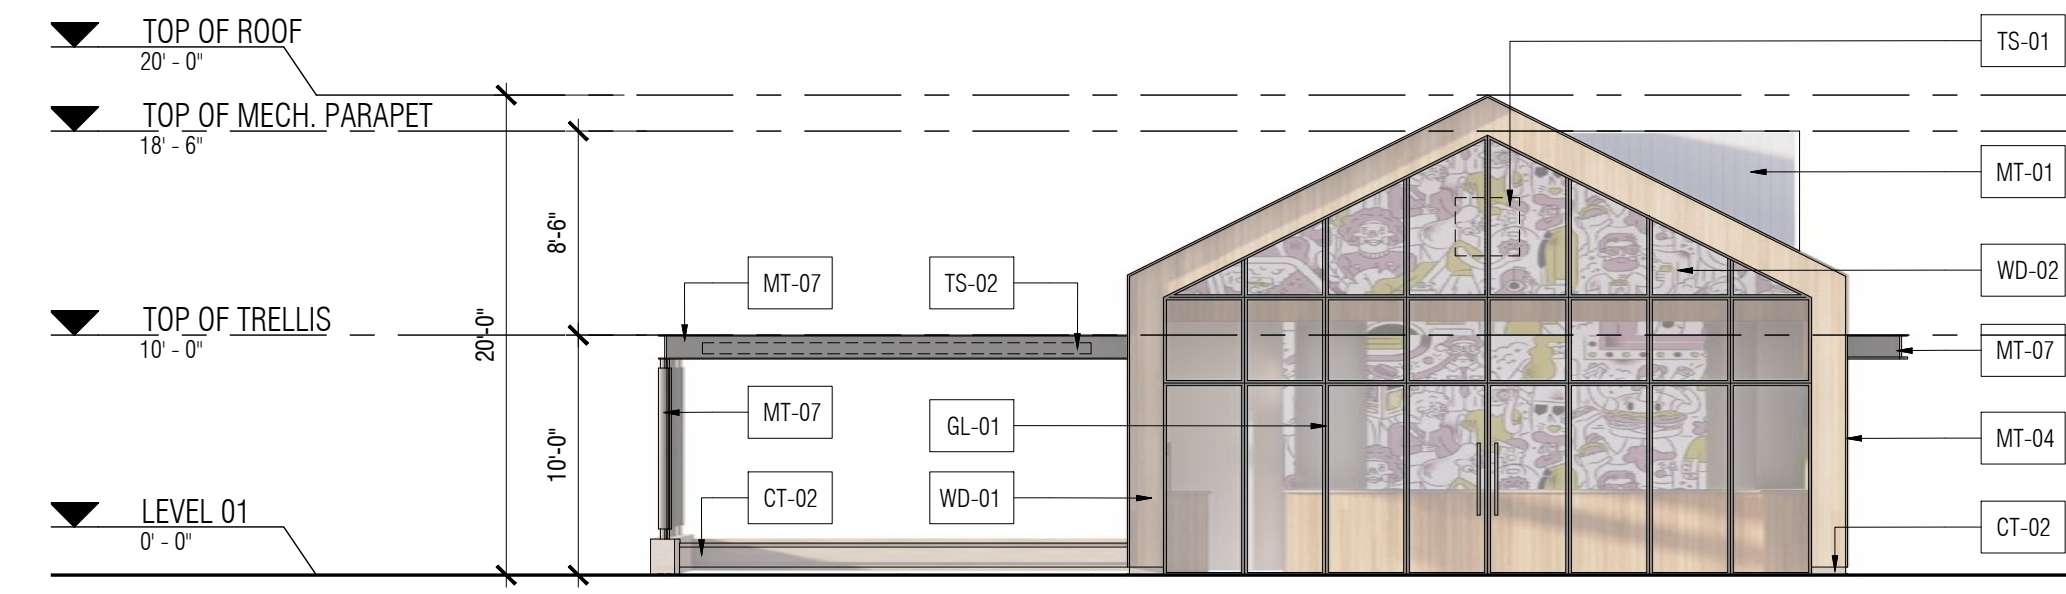 TOP OF ROOF
20' - 0"
TS-01
TOP OF MECH. PARAPET
18' - 6"
MT-01
8'-6"
MT-07
TS-02
WD-02
TOP OF TRELLIS
10' - 0"
20'-0"
MT-07
MT-07
GL-01
MT-04
10'-0"
CT-02
WD-01
LEVEL 01
0' - 0"
CT-02